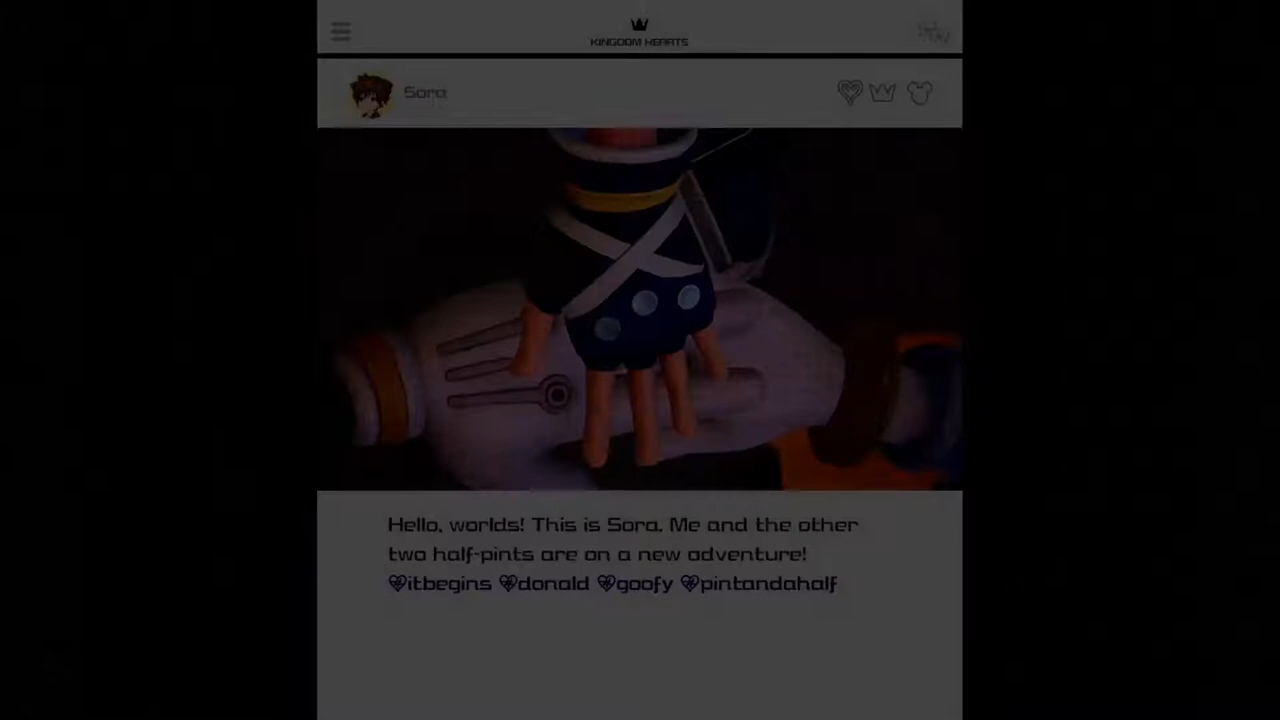 KINGDOM HEARTS
Sora
Hello, worlds! This is Sora. Me and the other
two half-pints are on a new adventure!
itbegins donald goofy pintandahalf